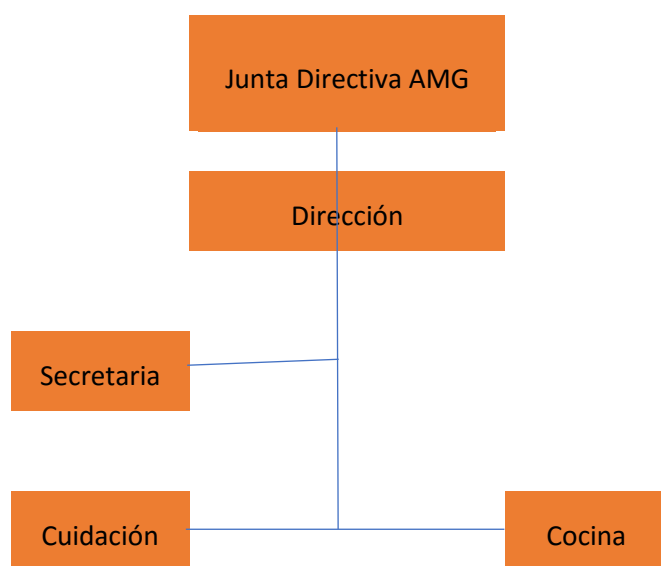 Junta Directiva AMG
Dirección
Secretaria
Cuidación
Cocina